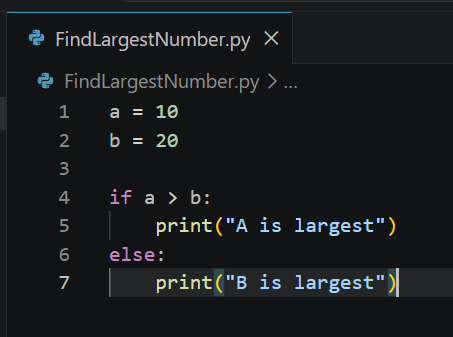 FindLargestNumber.py
FindLargestNumber.py > ...
1 a = 10
2 b = 20
3
4 if a > b:
5     print("A is largest")
6 else:
7     print("B is largest")